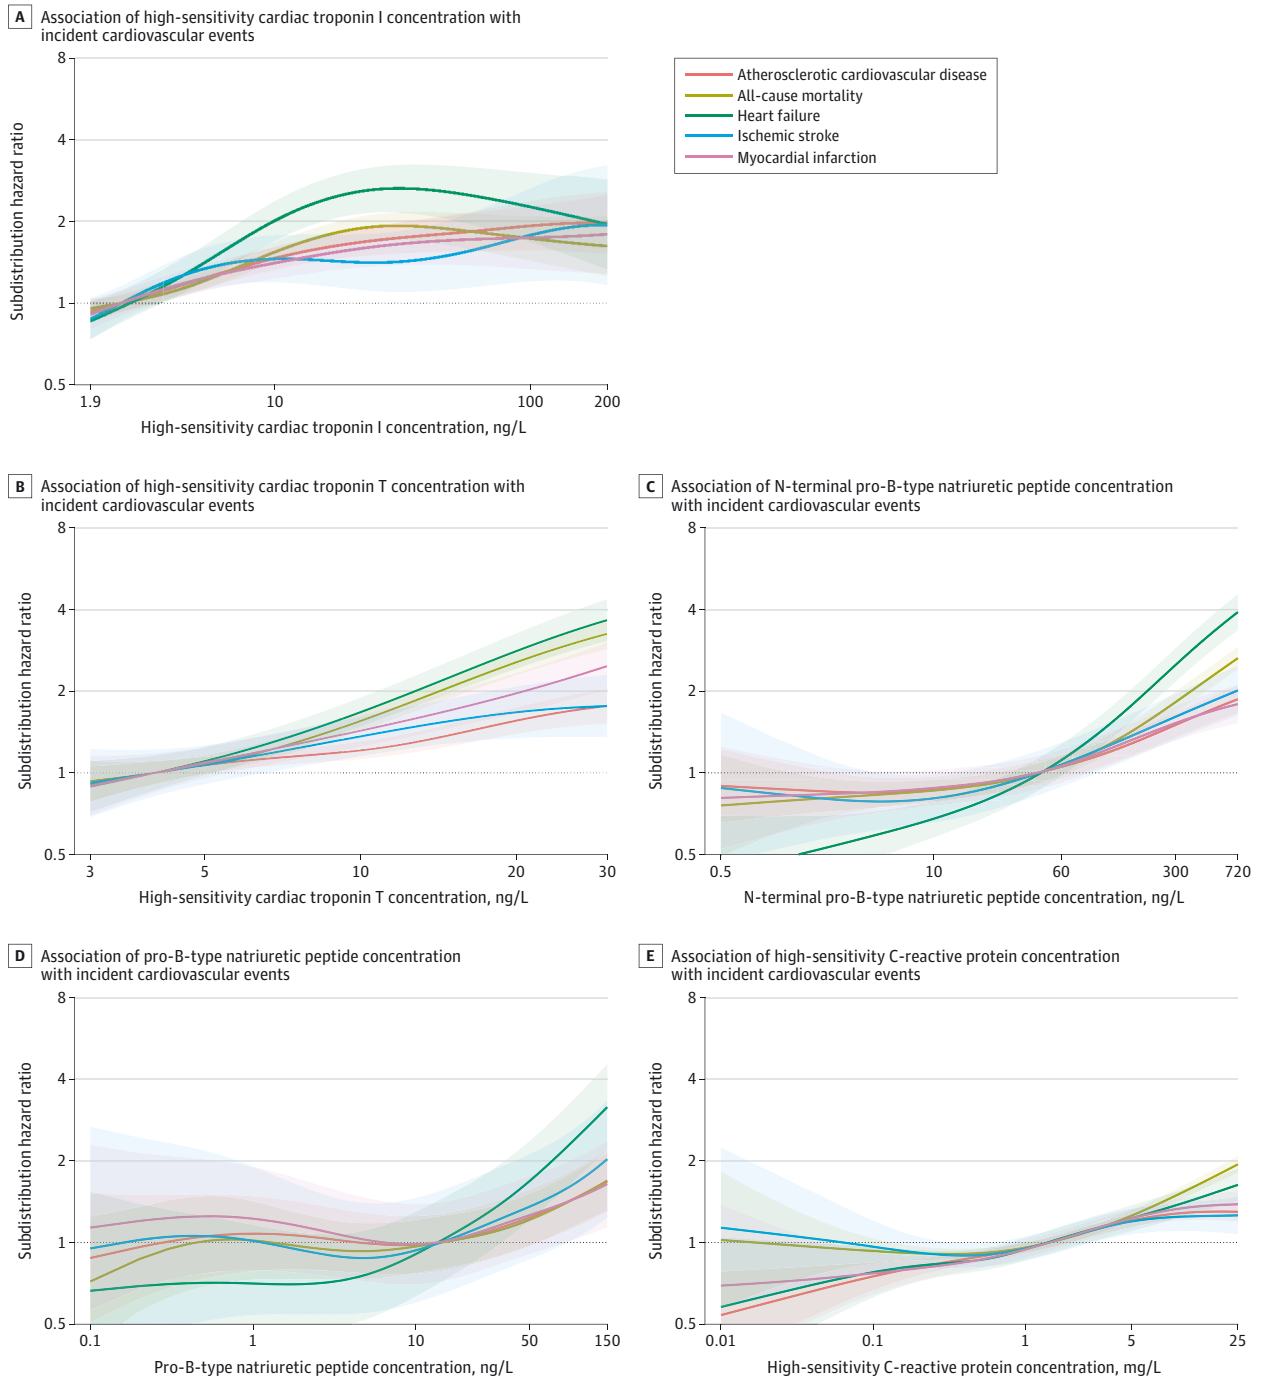 A Association of high-sensitivity cardiac troponin I concentration with
incident cardiovascular events
8
4
2
1
0.5
Subdistribution hazard ratio
1.9 10 100 200
High-sensitivity cardiac troponin I concentration, ng/L
Atherosclerotic cardiovascular disease
All-cause mortality
Heart failure
Ischemic stroke
Myocardial infarction
B Association of high-sensitivity cardiac troponin T concentration with
incident cardiovascular events
8
4
2
1
0.5
Subdistribution hazard ratio
3 5 10 20 30
High-sensitivity cardiac troponin T concentration, ng/L
C Association of N-terminal pro-B-type natriuretic peptide concentration
with incident cardiovascular events
8
4
2
1
0.5
Subdistribution hazard ratio
0.5 10 60 300 720
N-terminal pro-B-type natriuretic peptide concentration, ng/L
D Association of pro-B-type natriuretic peptide concentration
with incident cardiovascular events
8
4
2
1
0.5
Subdistribution hazard ratio
0.1 1 10 50 150
Pro-B-type natriuretic peptide concentration, ng/L
E Association of high-sensitivity C-reactive protein concentration
with incident cardiovascular events
8
4
2
1
0.5
Subdistribution hazard ratio
0.01 0.1 1 5 25
High-sensitivity C-reactive protein concentration, mg/L